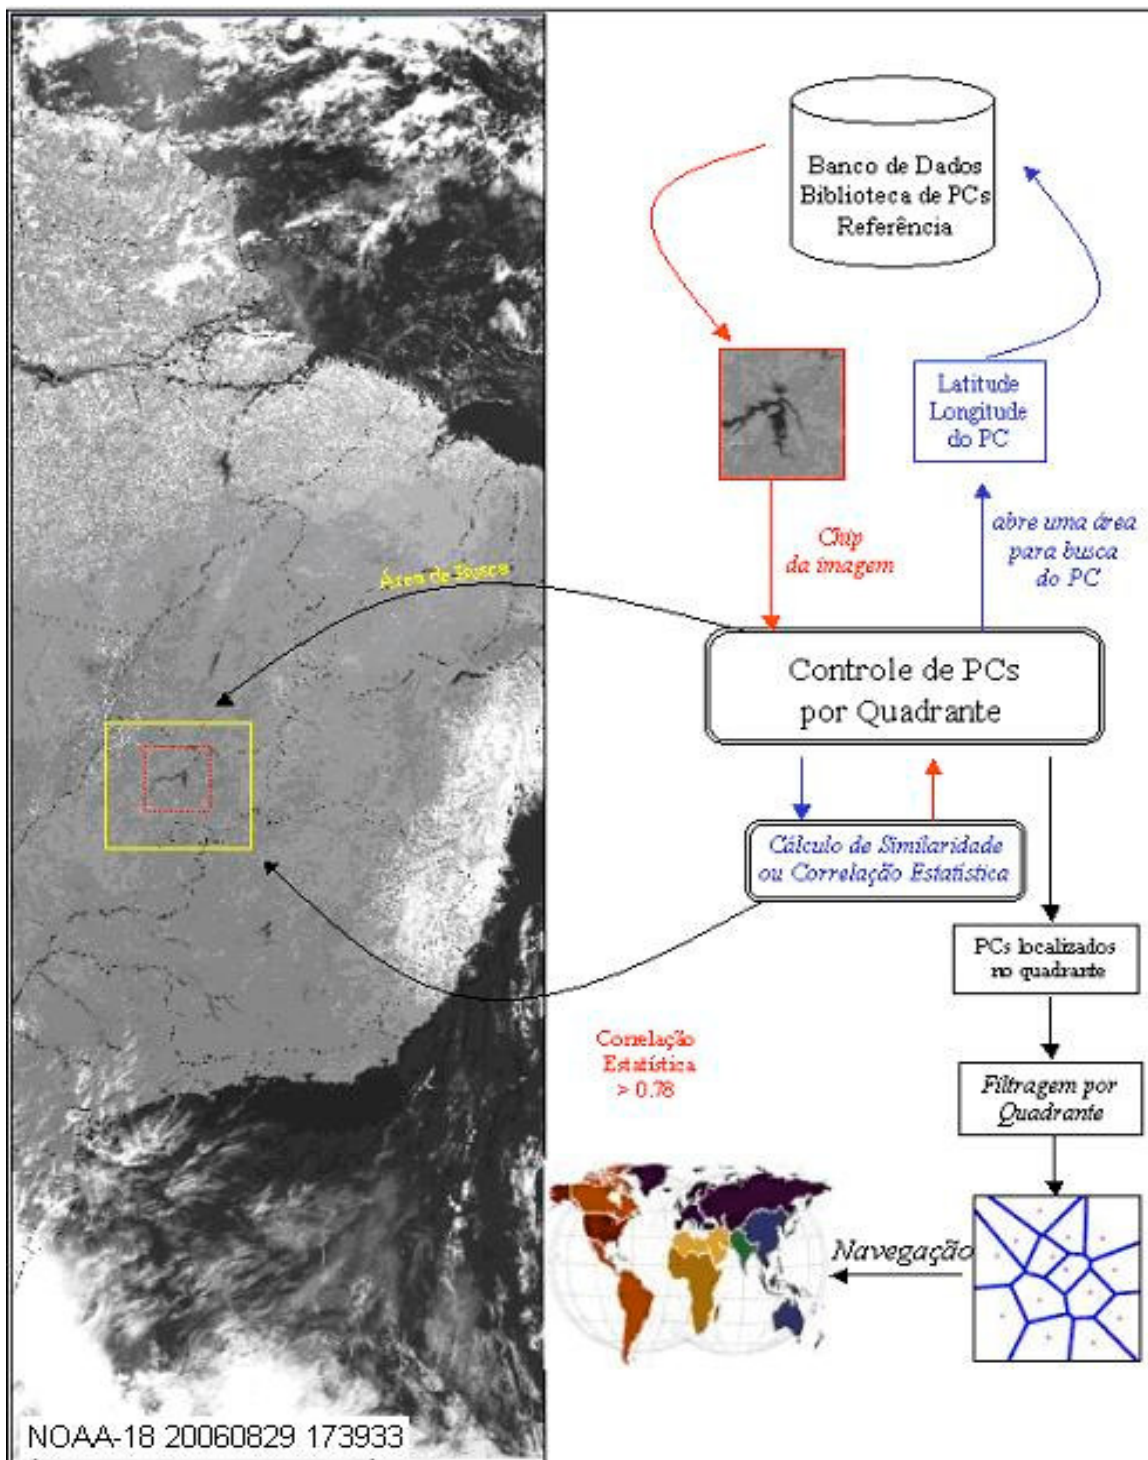 Banco de Dados
Biblioteca de PCs
Referência
Latitude
Longitude
do PC
Chip
da imagem
abre uma área
para busca
do PC
Área de Busca
Controle de PCs
por Quadrante
Cálculo de Similaridade
ou Correlação Estatística
PCs localizados
no quadrante
Correlação
Estatística
> 0.78
Filtragem por
Quadrante
Navegação
NOAA-18 20060829 173933